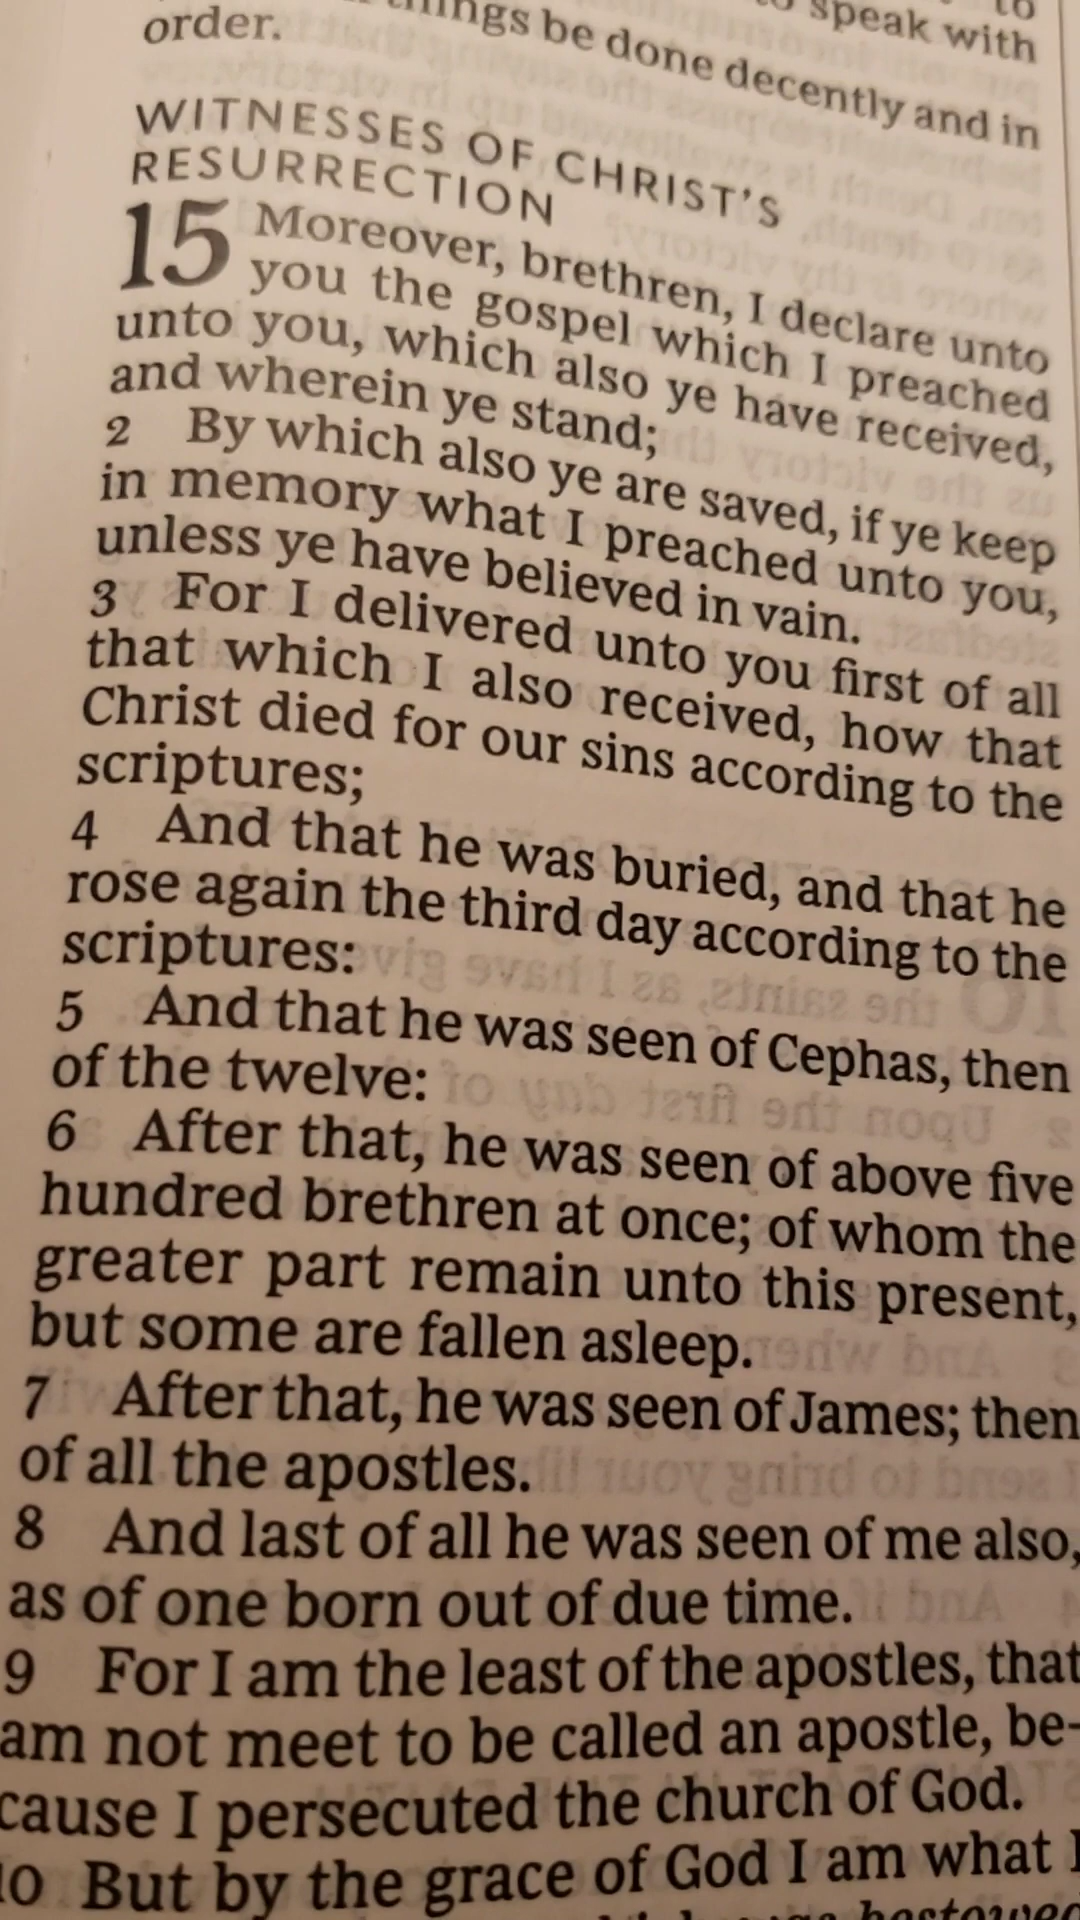 to
speak with
things be done decently and in
order.
WITNESSES OF CHRIST'S
RESURRECTION
15 Moreover, brethren, I declare unto
you the gospel which I preached
unto you, which also ye have received,
and wherein ye stand;
2 By which also ye are saved, if ye keep
in memory what I preached unto you,
unless ye have believed in vain.
3 For I delivered unto you first of all
that which I also received, how that
Christ died for our sins according to the
scriptures;
4 And that he was buried, and that he
rose again the third day according to the
scriptures:
5 And that he was seen of Cephas, then
of the twelve:
6 After that, he was seen of above five
hundred brethren at once; of whom the
greater part remain unto this present,
but some are fallen asleep.
7 After that, he was seen of James; then
of all the apostles.
8 And last of all he was seen of me also,
as of one born out of due time.
9 For I am the least of the apostles, that
am not meet to be called an apostle, be-
cause I persecuted the church of God.
10 But by the grace of God I am what I
bestowed